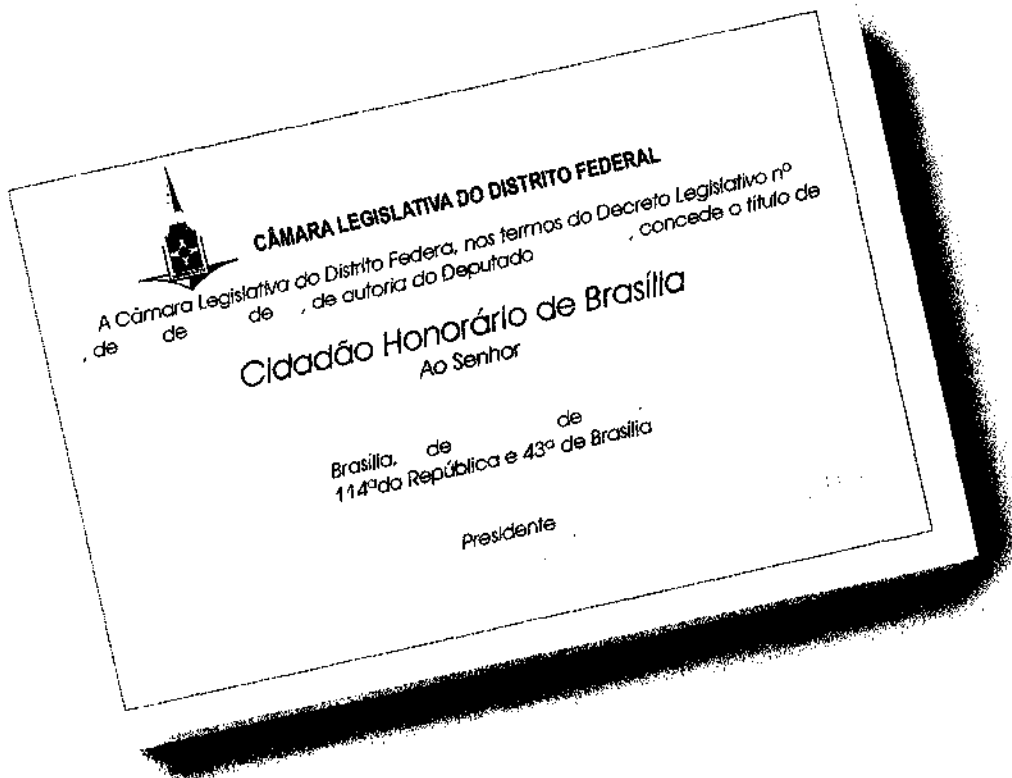 CÂMARA LEGISLATIVA DO DISTRITO FEDERAL
A Câmara Legislativa do Distrito Federa, nos termos do Decreto Legislativo nº
, de de de , de autoria do Deputado , concede o título de
Cidadão Honorário de Brasília
Ao Senhor
Brasília, de de
114ªda República e 43ª de Brasília
Presidente